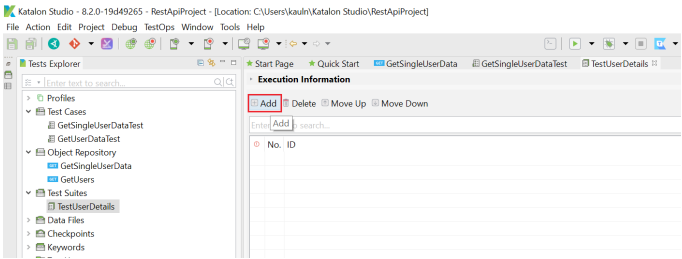 Katalon Studio - 8.2.0-19d49265 - RestApiProject - [Location: C:\Users\kauln\Katalon Studio\RestApiProject]
File Action Edit Project Debug TestOps Window Tools Help
Tests Explorer
Start Page Quick Start GetSingleUserData GetSingleUserDataTest TestUserDetails
Enter text to search...
Execution Information
Profiles
Add Delete Move Up Move Down
Test Cases
GetSingleUserDataTest
Add
search...
GetUserDataTest
No. ID
Object Repository
GET GetSingleUserData
GET GetUsers
Test Suites
TestUserDetails
Data Files
Checkpoints
Keywords